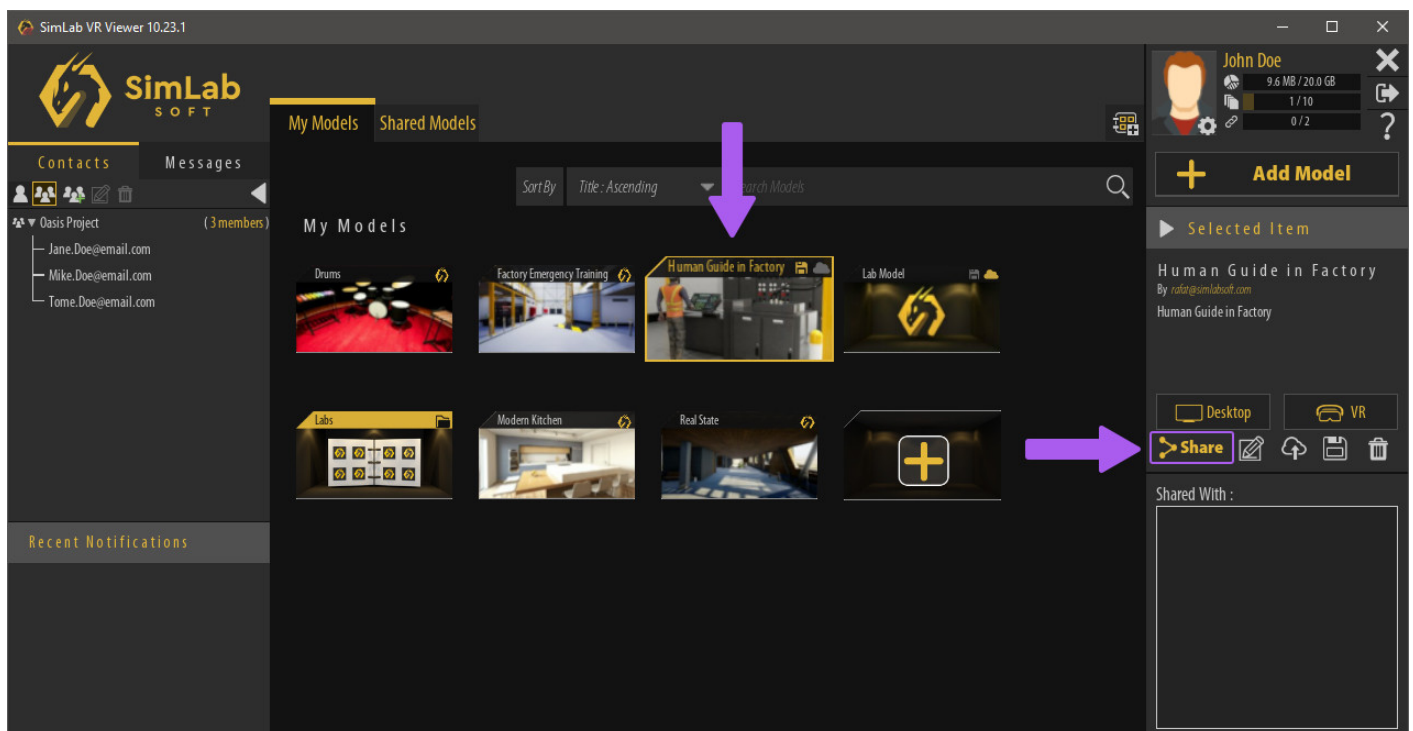 SimLab VR Viewer 10.23.1
SimLab
SOFT
My Models Shared Models
John Doe
9.6 MB / 20.0 GB
1 / 10
0 / 2
?
Contacts Messages
Add Model
Sort By Title : Ascending Search Models
Oasis Project ( 3 members)
Jane.Doe@email.com
Mike.Doe@email.com
Tome.Doe@email.com
My Models
Selected Item
Drums
Factory Emergency Training
Human Guide in Factory
Lab Model
Human Guide in Factory
By rafat@simlabsoft.com
Human Guide in Factory
Labs
Modern Kitchen
Real State
Desktop VR
Share
Shared With :
Recent Notifications